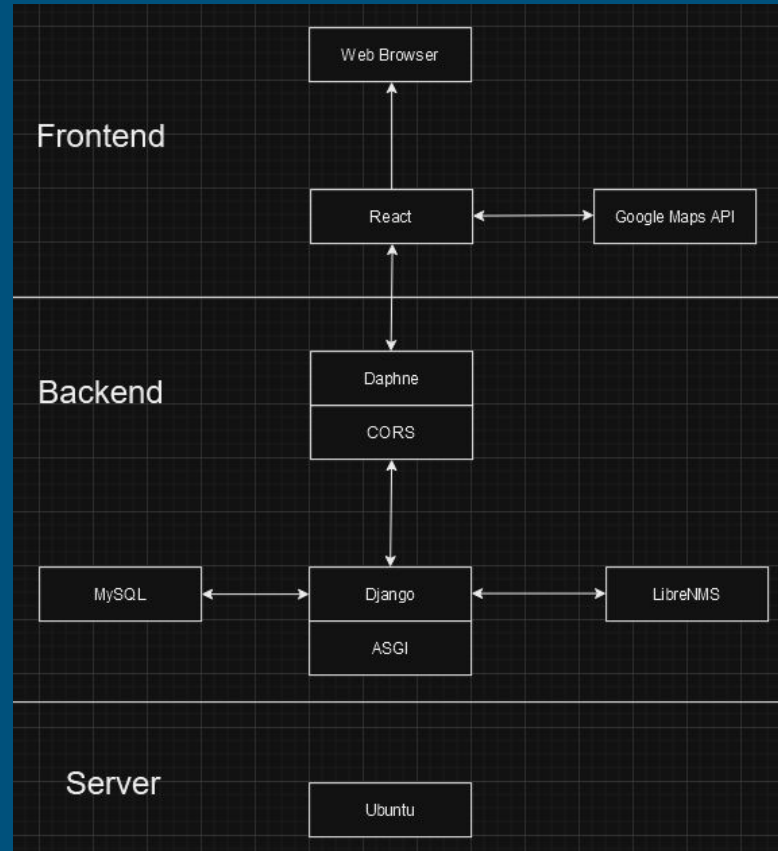 Web Browser
Frontend
React
Google Maps API
Daphne
Backend
CORS
MySQL
Django
LibreNMS
ASGI
Server
Ubuntu